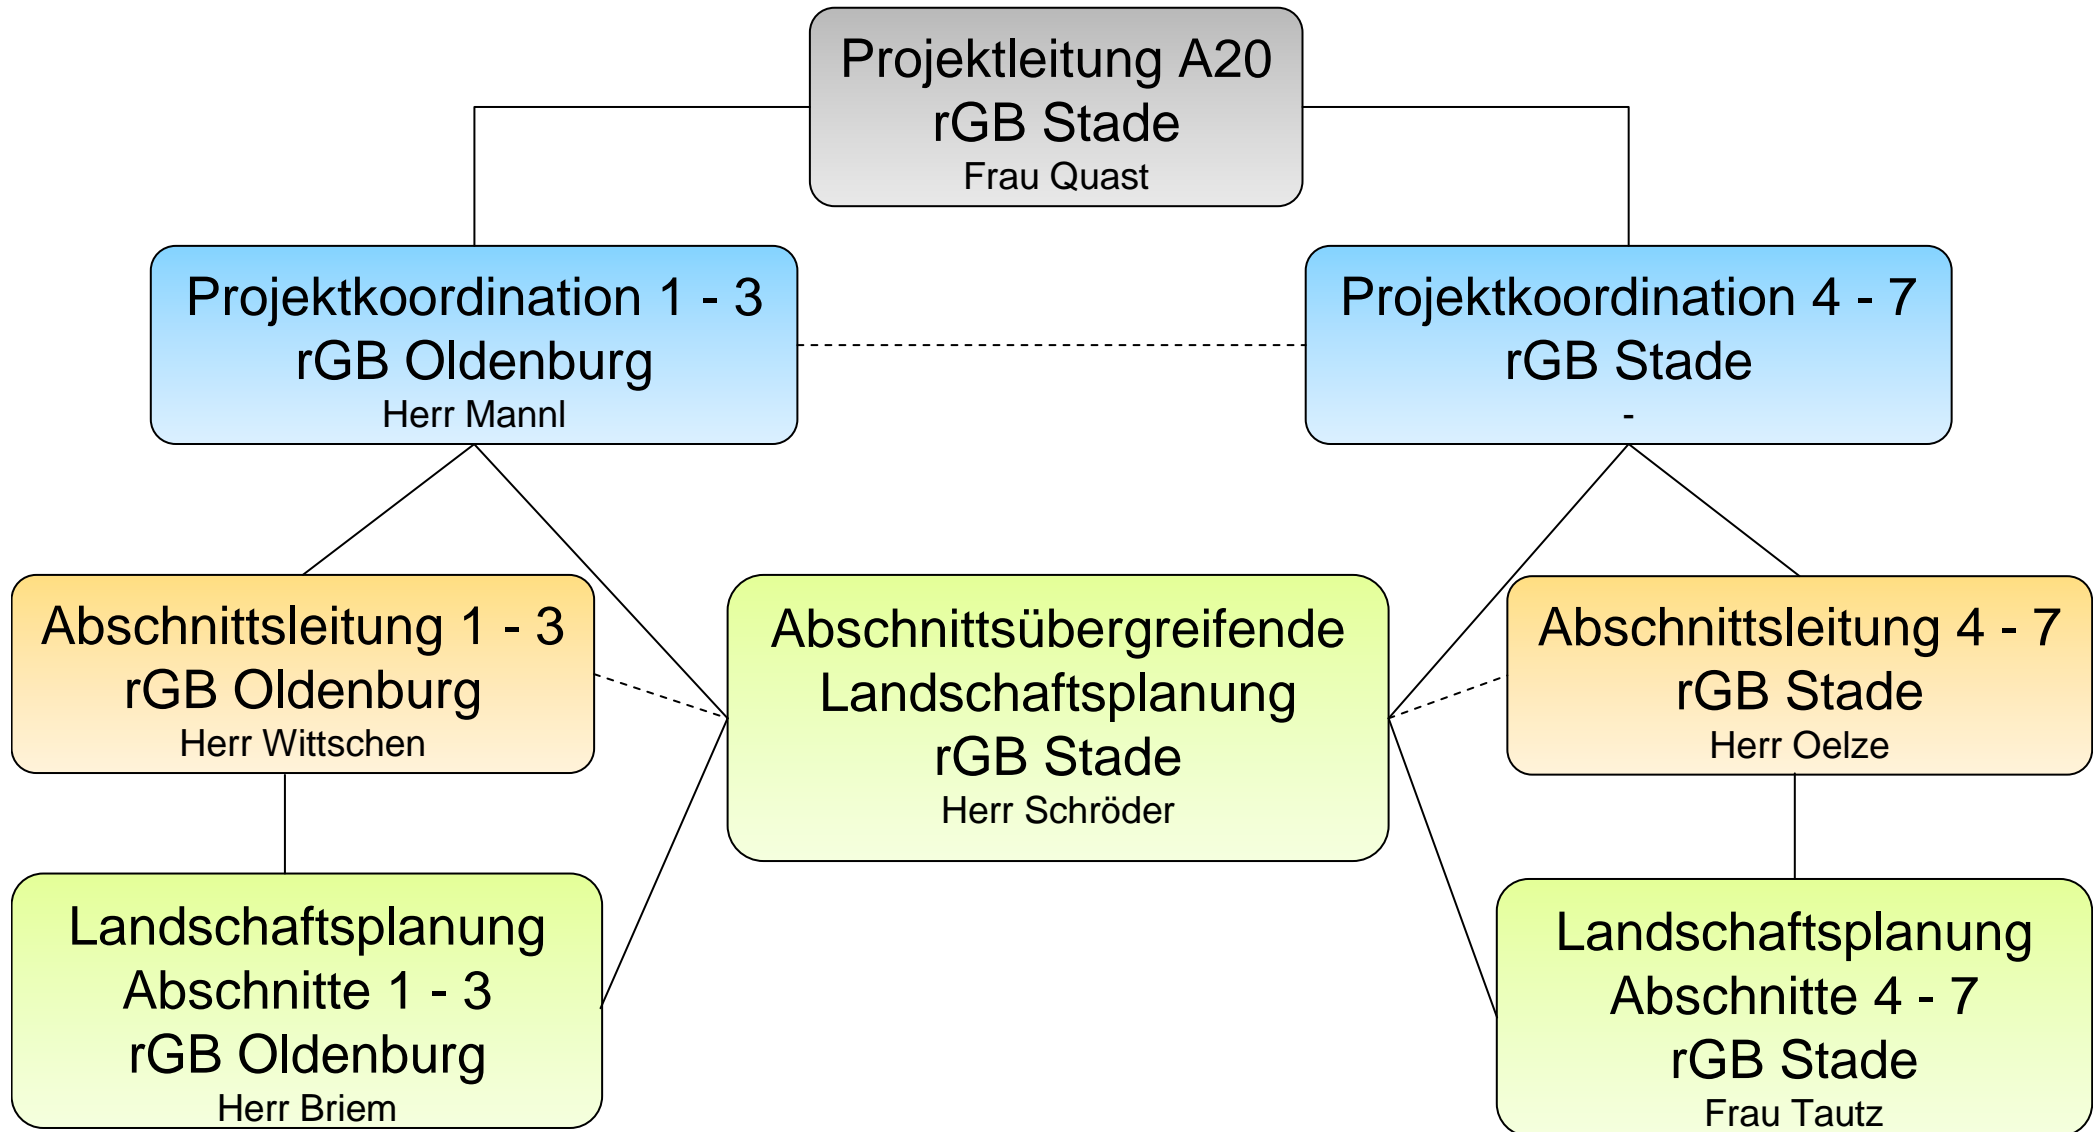 Projektleitung A20
rGB Stade
Frau Quast
Projektkoordination 1 - 3
rGB Oldenburg
Herr Mannl
Projektkoordination 4 - 7
rGB Stade
-
Abschnittsleitung 1 - 3
rGB Oldenburg
Herr Wittschen
Abschnittsübergreifende
Landschaftsplanung
rGB Stade
Herr Schröder
Abschnittsleitung 4 - 7
rGB Stade
Herr Oelze
Landschaftsplanung
Abschnitte 1 - 3
rGB Oldenburg
Herr Briem
Landschaftsplanung
Abschnitte 4 - 7
rGB Stade
Frau Tautz